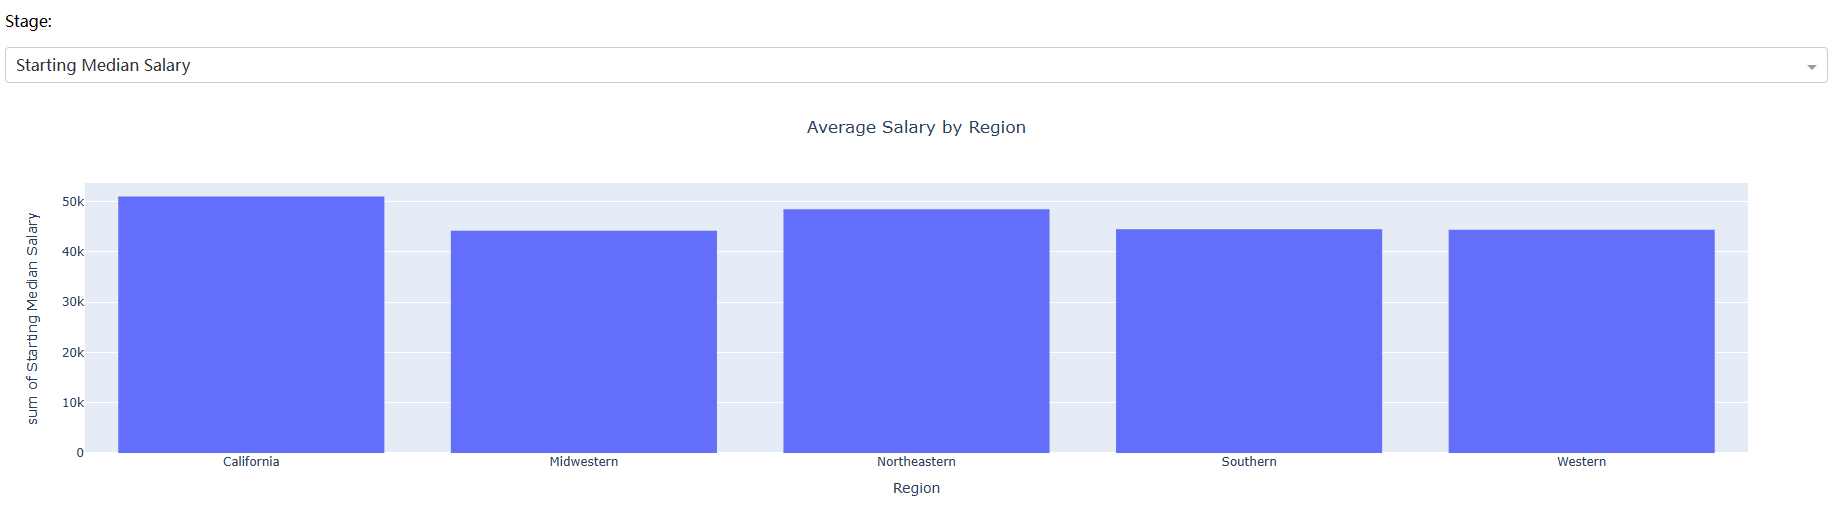 Stage:
Starting Median Salary
Average Salary by Region
sum of Starting Median Salary
50k
40k
30k
20k
10k
0
California
Midwestern
Northeastern
Southern
Western
Region